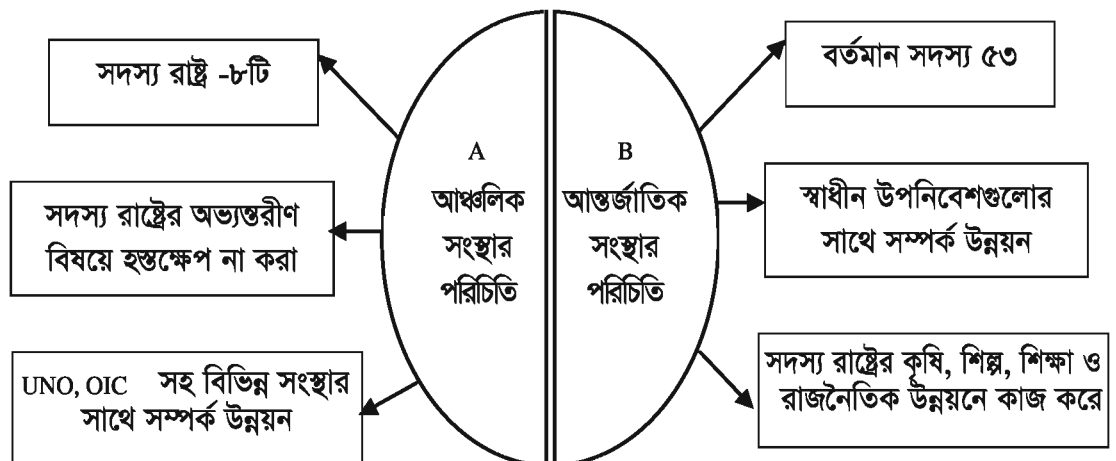 সদস্য রাষ্ট্র -৮টি
সদস্য রাষ্ট্রের অভ্যন্তরীণ
বিষয়ে হস্তক্ষেপ না করা
UNO, OIC সহ বিভিন্ন সংস্থার
সাথে সম্পর্ক উন্নয়ন
A
আঞ্চলিক
সংস্থার
পরিচিতি
B
আন্তর্জাতিক
সংস্থার
পরিচিতি
বর্তমান সদস্য ৫৩
স্বাধীন উপনিবেশগুলোর
সাথে সম্পর্ক উন্নয়ন
সদস্য রাষ্ট্রের কৃষি, শিল্প, শিক্ষা ও
রাজনৈতিক উন্নয়নে কাজ করে